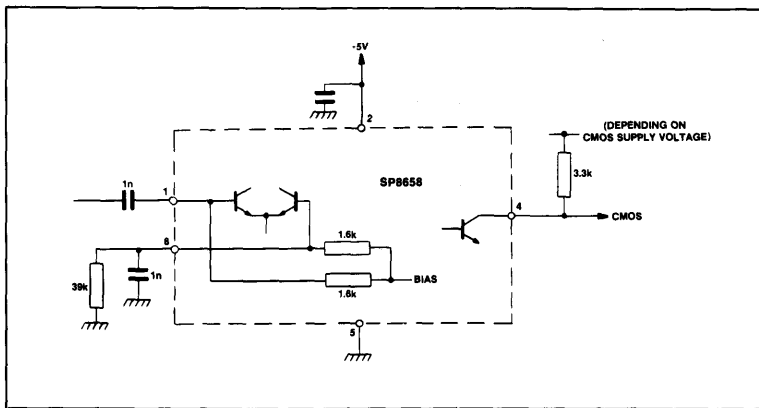 -5V
2
(DEPENDING ON
CMOS SUPPLY VOLTAGE)
SP8658
3.3k
1n
1
4
CMOS
8
1.6k
39k
1n
1.6k
BIAS
5